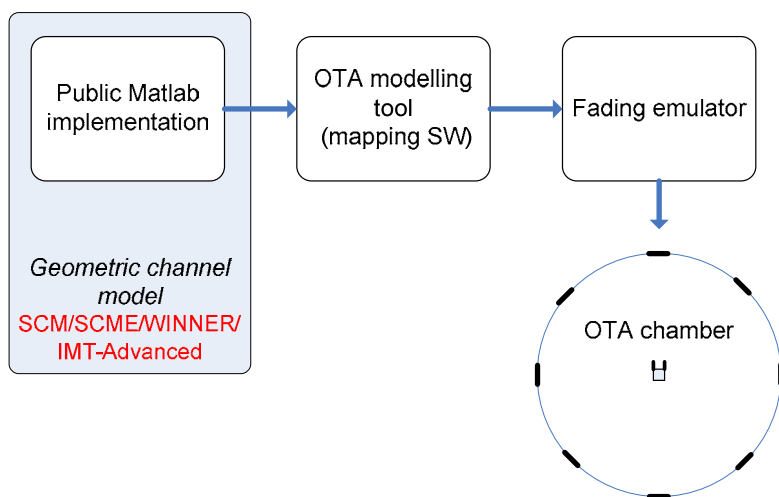 Public Matlab
implementation
OTA modelling
tool
(mapping SW)
Fading emulator
Geometric channel
model
SCM/SCME/WINNER/
IMT-Advanced
OTA chamber